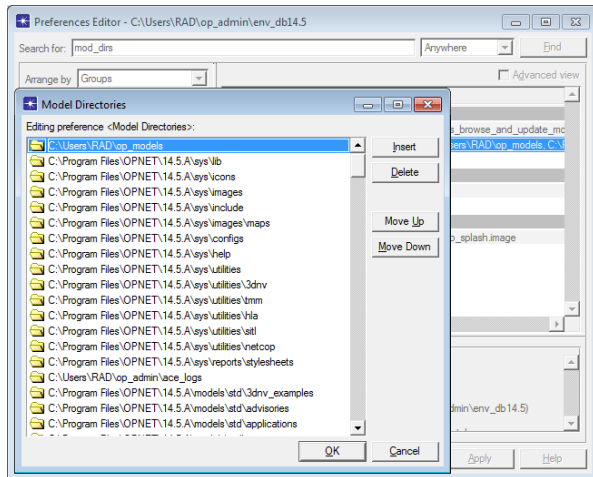 Preferences Editor - C:\Users\RAD\op_admin\env_db14.5
Search for: mod_dirs Anywhere Find
Arrange by Groups Advanced view
Model Directories
Editing preference <Model Directories>:
C:\Users\RAD\op_models
C:\Program Files\OPNET\14.5.A\sys\lib
C:\Program Files\OPNET\14.5.A\sys\icons
C:\Program Files\OPNET\14.5.A\sys\images
C:\Program Files\OPNET\14.5.A\sys\include
C:\Program Files\OPNET\14.5.A\sys\images\maps
C:\Program Files\OPNET\14.5.A\sys\configs
C:\Program Files\OPNET\14.5.A\sys\help
C:\Program Files\OPNET\14.5.A\sys\utilities
C:\Program Files\OPNET\14.5.A\sys\utilities\3dnv
C:\Program Files\OPNET\14.5.A\sys\utilities\tmm
C:\Program Files\OPNET\14.5.A\sys\utilities\hla
C:\Program Files\OPNET\14.5.A\sys\utilities\sitl
C:\Program Files\OPNET\14.5.A\sys\utilities\netcop
C:\Program Files\OPNET\14.5.A\sys\reports\stylesheets
C:\Users\RAD\op_admin\ace_logs
C:\Program Files\OPNET\14.5.A\models\std\3dnv_examples
C:\Program Files\OPNET\14.5.A\models\std\advisories
C:\Program Files\OPNET\14.5.A\models\std\applications
Insert
Delete
Move Up
Move Down
OK Cancel
s_browse_and_update_mo
sers\RAD\op_models, C:\F
o_splash.image
dmin\env_db14.5)
Apply Help